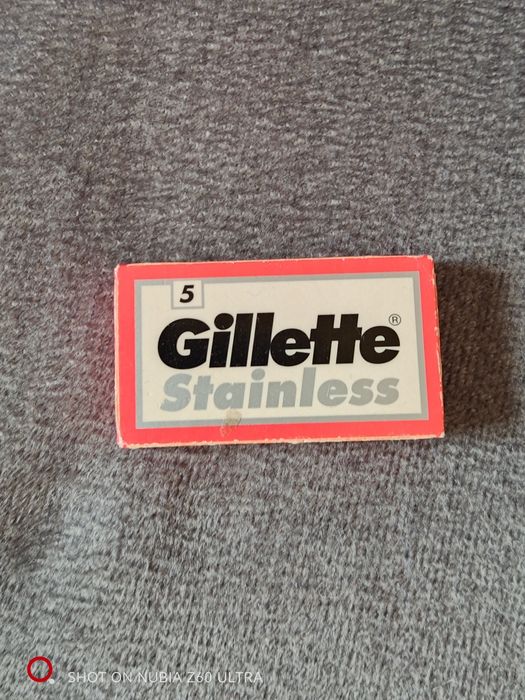 5
Gillette®
Stainless
SHOT ON NUBIA Z60 ULTRA